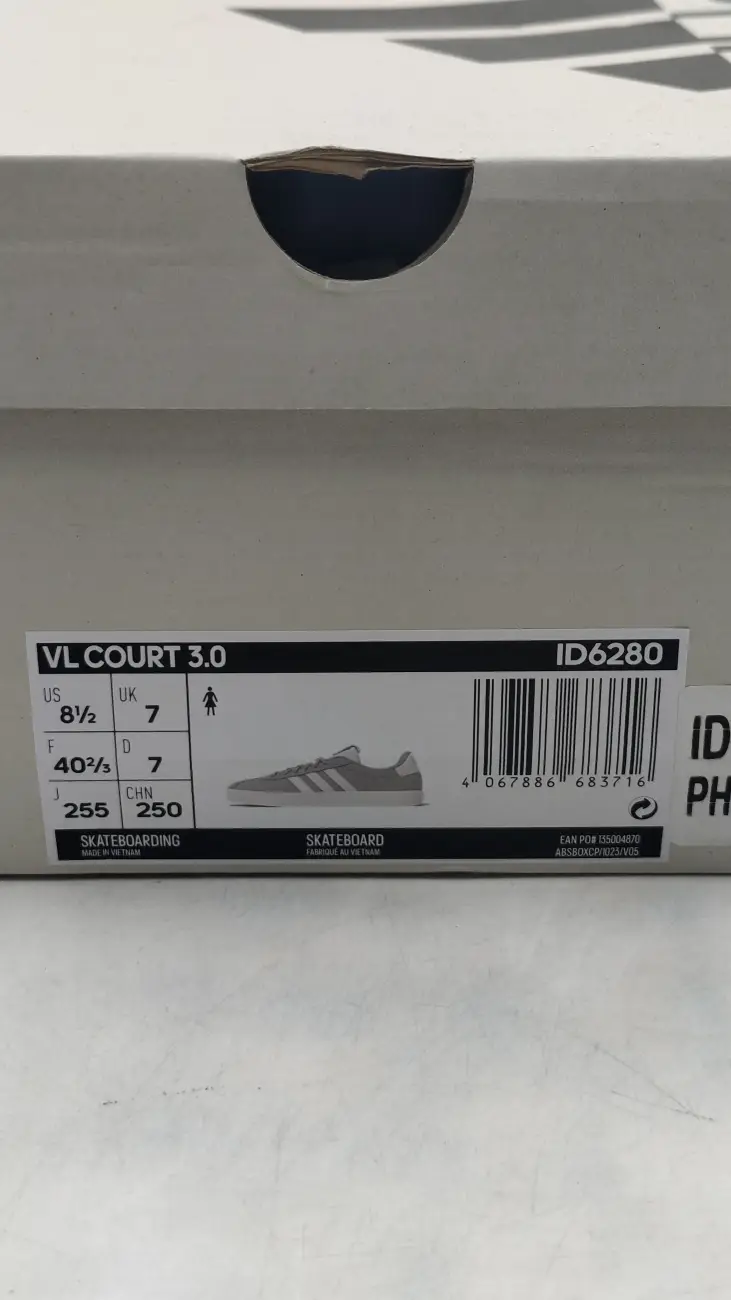 VL COURT 3.0 ID6280
US 8½ UK 7
F 40⅔ D 7
J 255 CHN 250
4 067886 683716
SKATEBOARDING SKATEBOARD EAN PO# 135004870
MADE IN VIETNAM FABRIQUÉ AU VIETNAM ABSBOXCP/1023/V05
ID
PH